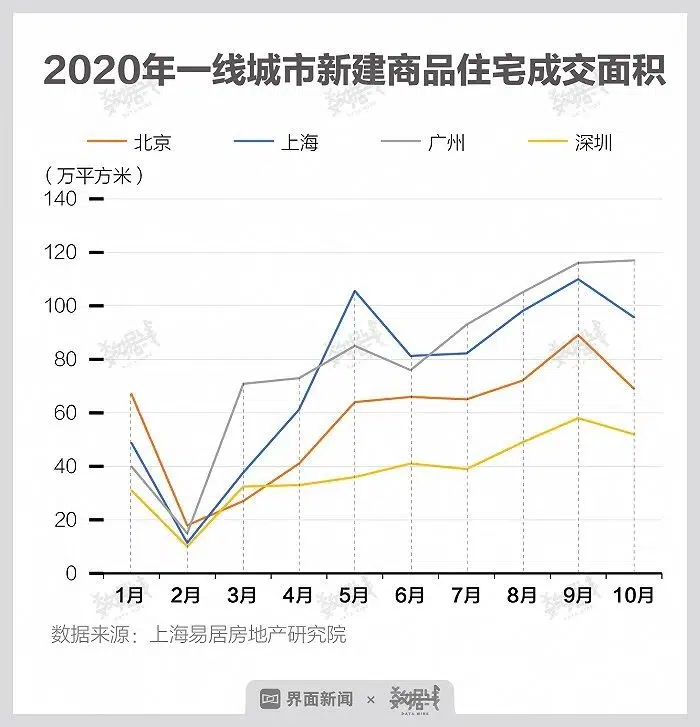 2020年一线城市新建商品住宅成交面积
北京 上海 广州 深圳
（万平方米）
140
120
100
80
60
40
20
0
1月 2月 3月 4月 5月 6月 7月 8月 9月 10月
数据来源：上海易居房地产研究院
界面新闻 × 数据线
DATA WIRE